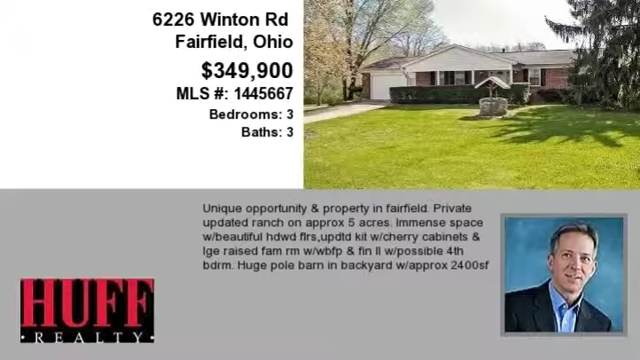 6226 Winton Rd
Fairfield, Ohio
$349,900
MLS #: 1445667
Bedrooms: 3
Baths: 3
Unique opportunity & property in fairfield. Private
updated ranch on approx 5 acres. Immense space
w/beautiful hdwd flrs,updtd kit w/cherry cabinets &
lge raised fam rm w/wbfp & fin ll w/possible 4th
bdrm. Huge pole barn in backyard w/approx 2400sf
HUFF
·REALTY·